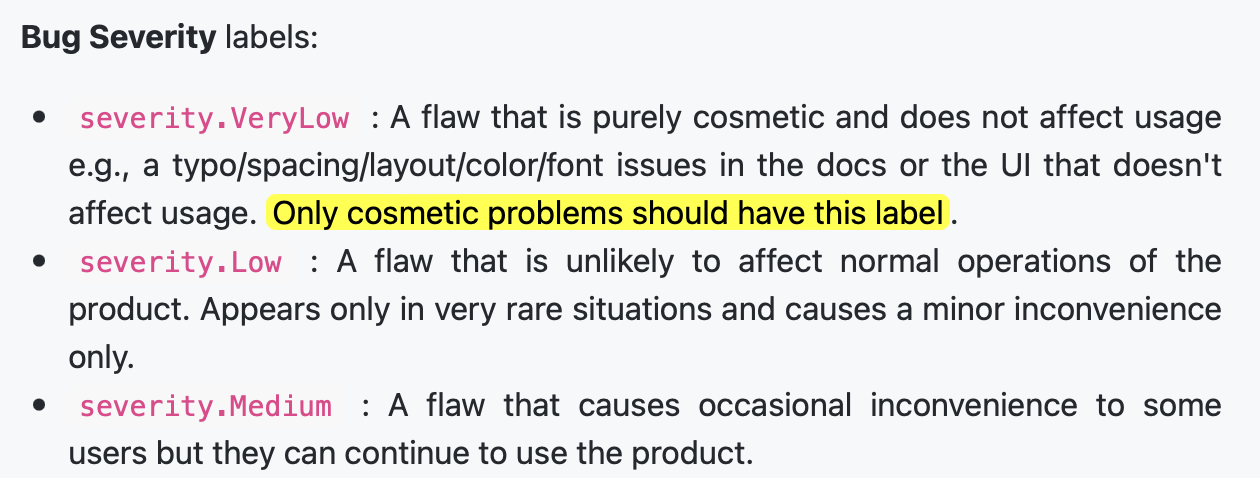 Bug Severity labels:
• severity.VeryLow : A flaw that is purely cosmetic and does not affect usage
e.g., a typo/spacing/layout/color/font issues in the docs or the UI that doesn't
affect usage. Only cosmetic problems should have this label.
• severity.Low : A flaw that is unlikely to affect normal operations of the
product. Appears only in very rare situations and causes a minor inconvenience
only.
• severity.Medium : A flaw that causes occasional inconvenience to some
users but they can continue to use the product.